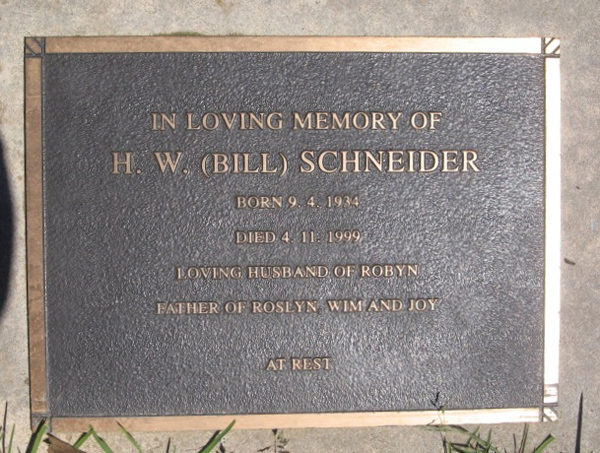 IN LOVING MEMORY OF
H. W. (BILL) SCHNEIDER
BORN 9. 4. 1934
DIED 4. 11. 1999
LOVING HUSBAND OF ROBYN
FATHER OF ROSLYN, WIM AND JOY
AT REST